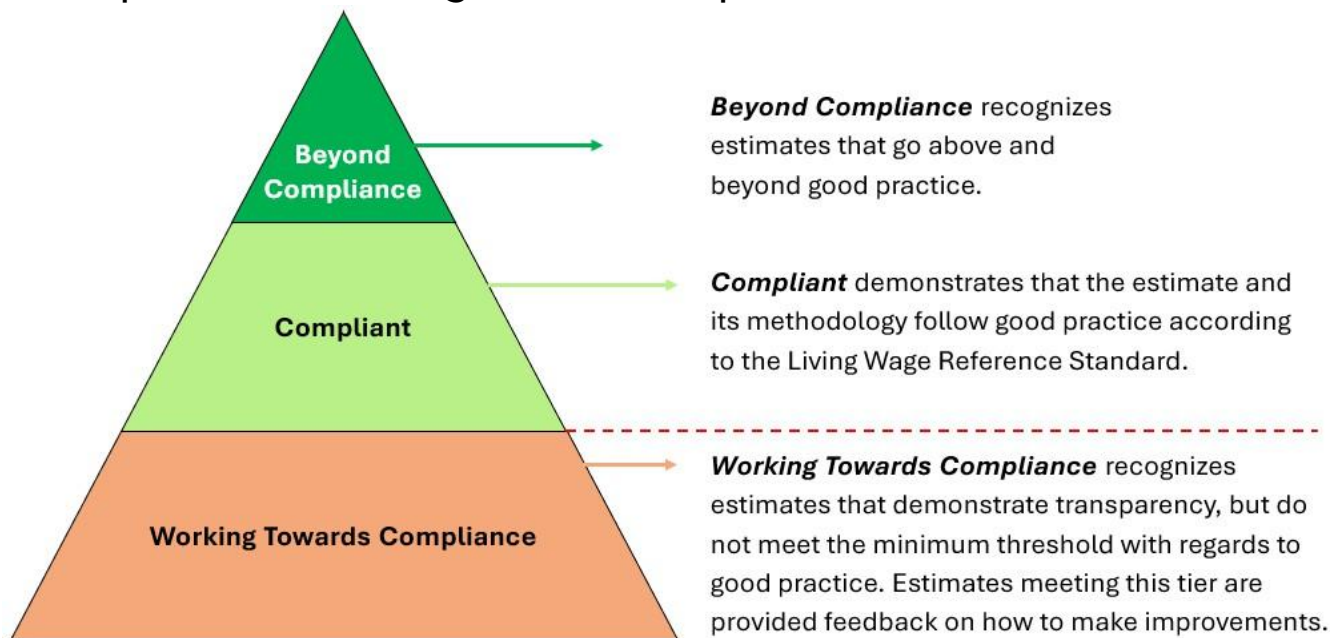 Beyond
Compliance
Beyond Compliance recognizes
estimates that go above and
beyond good practice.
Compliant
Compliant demonstrates that the estimate and
its methodology follow good practice according
to the Living Wage Reference Standard.
Working Towards Compliance
Working Towards Compliance recognizes
estimates that demonstrate transparency, but do
not meet the minimum threshold with regards to
good practice. Estimates meeting this tier are
provided feedback on how to make improvements.